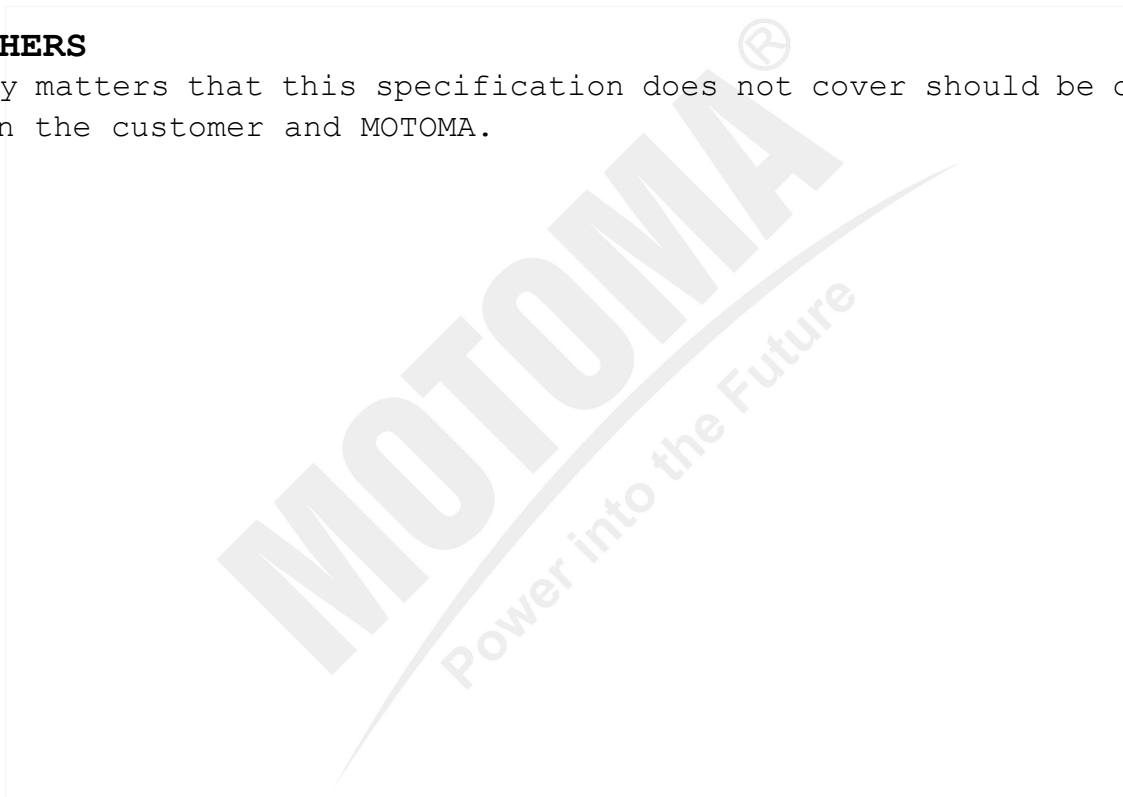 HERS
y matters that this specification does not cover should be
n the customer and MOTOMA.
MOTOMA®
Power into the Future